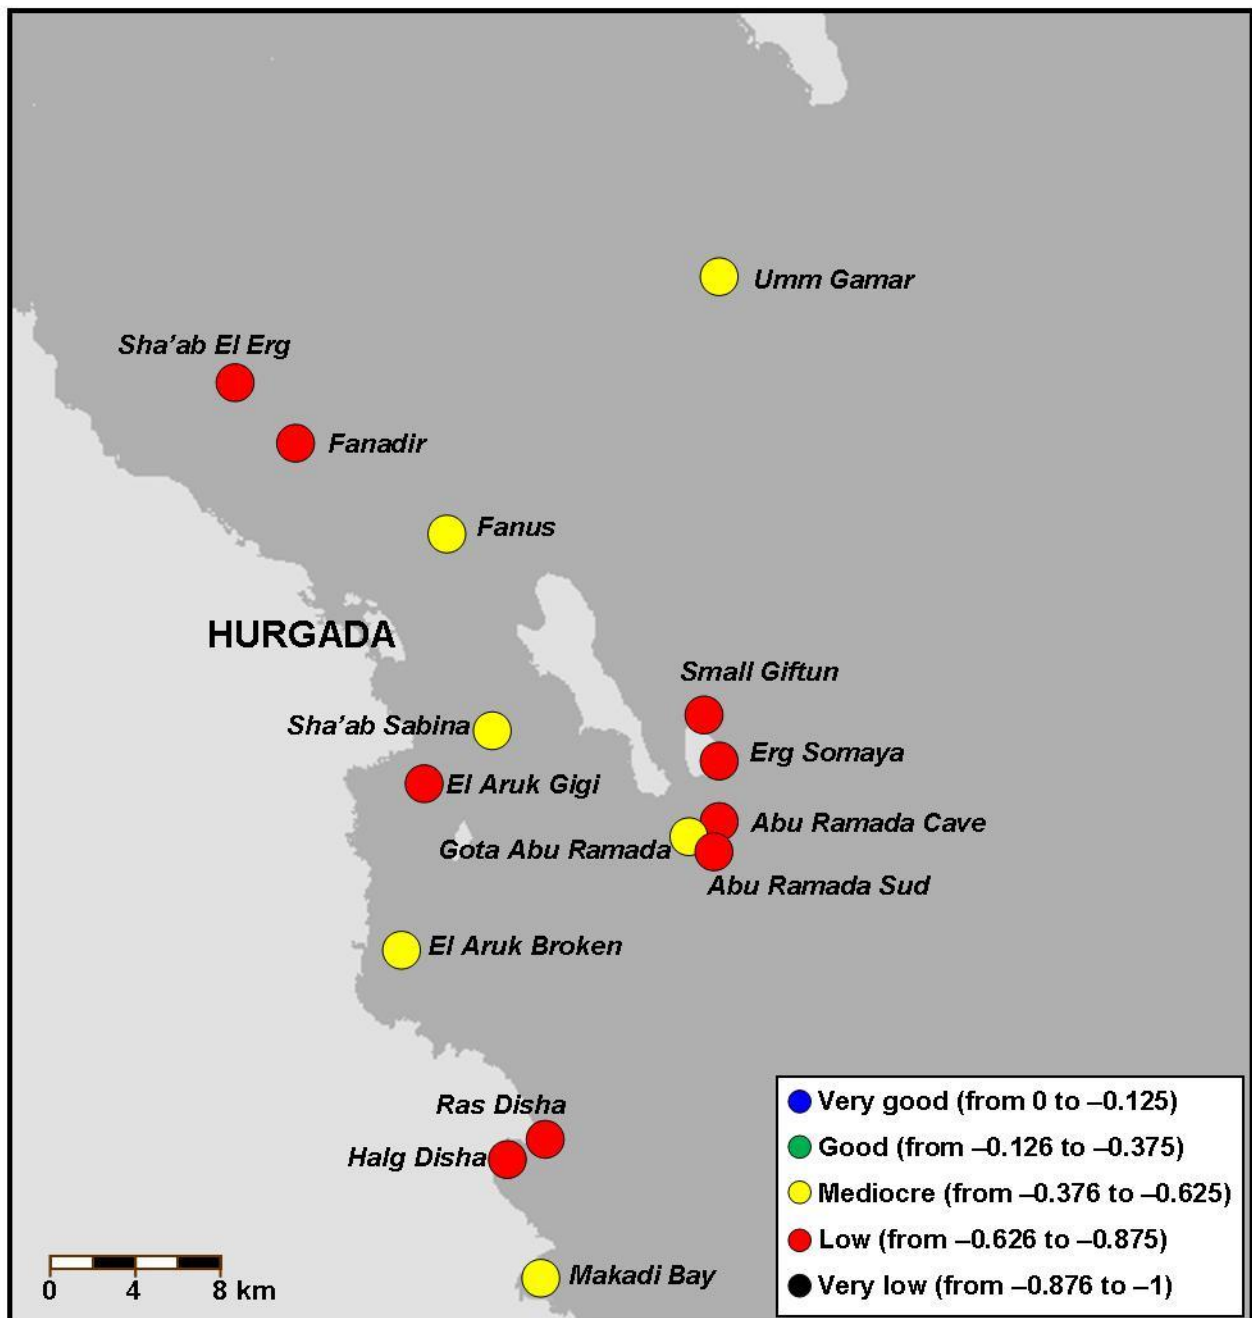 Umm Gamar
Sha’ab El Erg
Fanadir
Fanus
HURGADA
Small Giftun
Sha’ab Sabina
Erg Somaya
El Aruk Gigi
Abu Ramada Cave
Gota Abu Ramada
Abu Ramada Sud
El Aruk Broken
Ras Disha
Halg Disha
Makadi Bay
0 4 8 km
Very good (from 0 to –0.125)
Good (from –0.126 to –0.375)
Mediocre (from –0.376 to –0.625)
Low (from –0.626 to –0.875)
Very low (from –0.876 to –1)